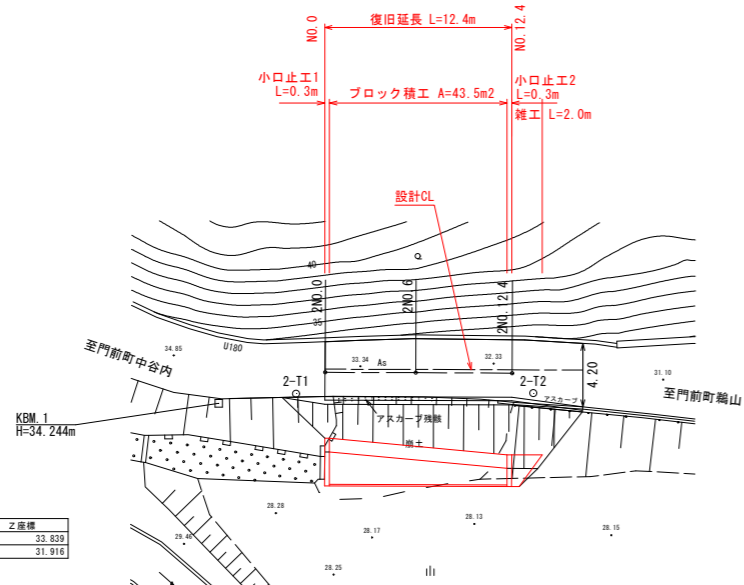 NO.0
復旧延長 L=12.4m
NO.12.4
小口止工1
L=0.3m
ブロック積工 A=43.5m2
小口止工2
L=0.3m
雑工 L=2.0m
設計CL
40
35
2NO.0
2NO.6
2NO.12.4
U180
34.85
至門前町中谷内
33.34
As
32.33
4.20
31.10
至門前町鵜山
2-T1
2-T2
アスカーブ
アスカーブ残骸
KBM.1
H=34.244m
崩土
28.28
28.13
28.15
28.17
29.46
28.25
Z座標
33.839
31.916